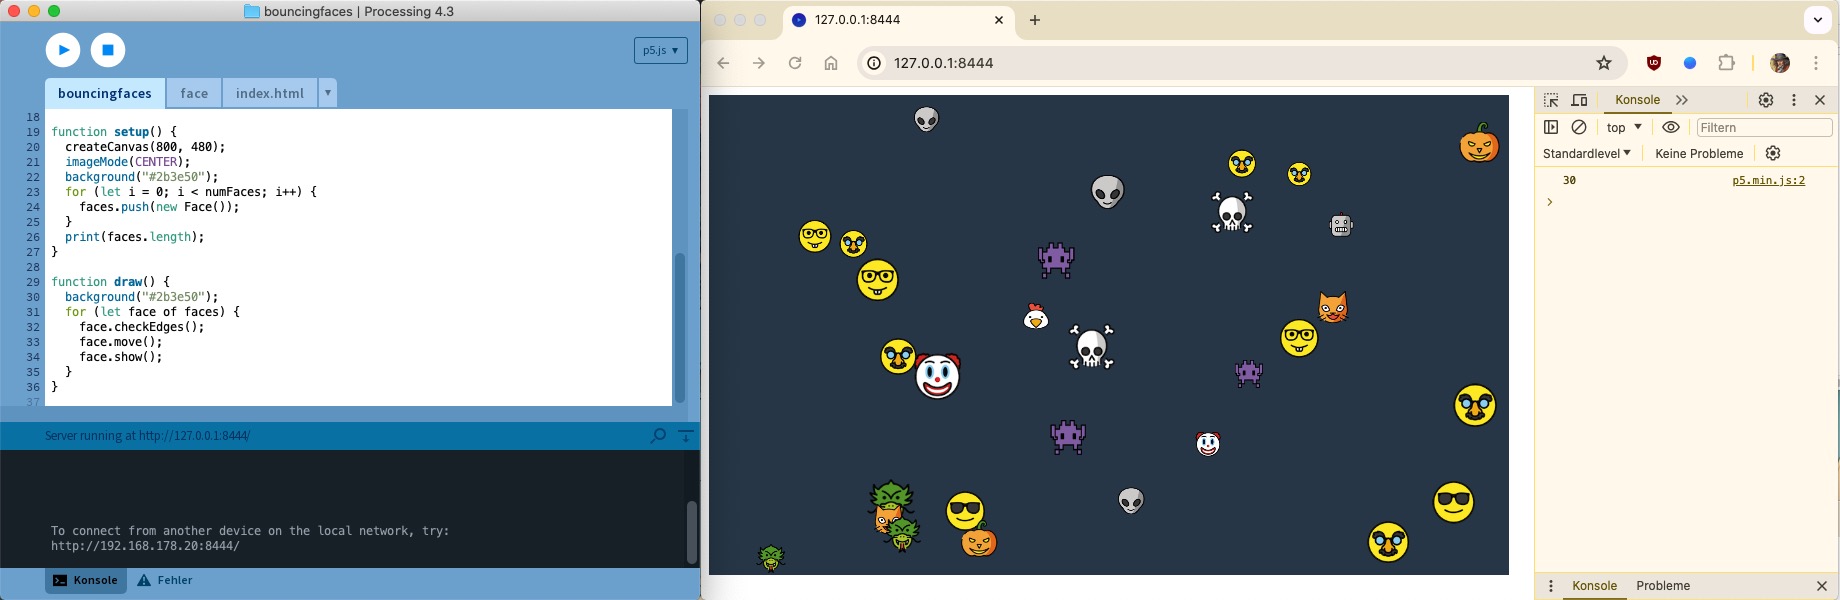 bouncingfaces | Processing 4.3
p5.js ▾
bouncingfaces
face
index.html
▾
18
19 function setup() {
20   createCanvas(800, 480);
21   imageMode(CENTER);
22   background("#2b3e50");
23   for (let i = 0; i < numFaces; i++) {
24     faces.push(new Face());
25   }
26   print(faces.length);
27 }
28
29 function draw() {
30   background("#2b3e50");
31   for (let face of faces) {
32     face.checkEdges();
33     face.move();
34     face.show();
35   }
36 }
37
Server running at http://127.0.0.1:8444/
To connect from another device on the local network, try:
http://192.168.178.20:8444/
Konsole
Fehler
127.0.0.1:8444
127.0.0.1:8444
Konsole
top
Filtern
Standardlevel
Keine Probleme
30 p5.min.js:2
Konsole
Probleme